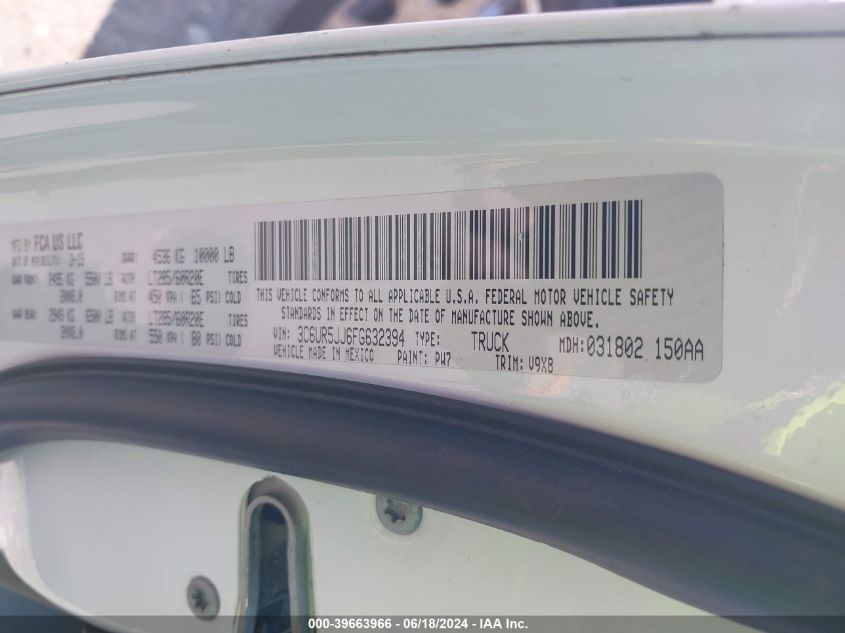 MFD BY FCA US LLC
DATE OF MFR 3-15 GVWR: 4536 KG 10000 LB
GAWR FRONT: 2495 KG 5500 LB WITH LT285/60R20E TIRES
20X8.0 RIMS AT 450 KPA ( 65 PSI) COLD
GAWR REAR: 2949 KG 6500 LB WITH LT285/60R20E TIRES
20X8.0 RIMS AT 550 KPA ( 80 PSI) COLD
THIS VEHICLE CONFORMS TO ALL APPLICABLE U.S.A. FEDERAL MOTOR VEHICLE SAFETY
STANDARDS IN EFFECT ON THE DATE OF MANUFACTURE SHOWN ABOVE.
VIN: 3C6UR5JJ6FG632394 TYPE: TRUCK MDH: 031802 150AA
VEHICLE MADE IN MEXICO PAINT: PW7 TRIM: V9X8
000-39663966 - 06/18/2024 - IAA Inc.